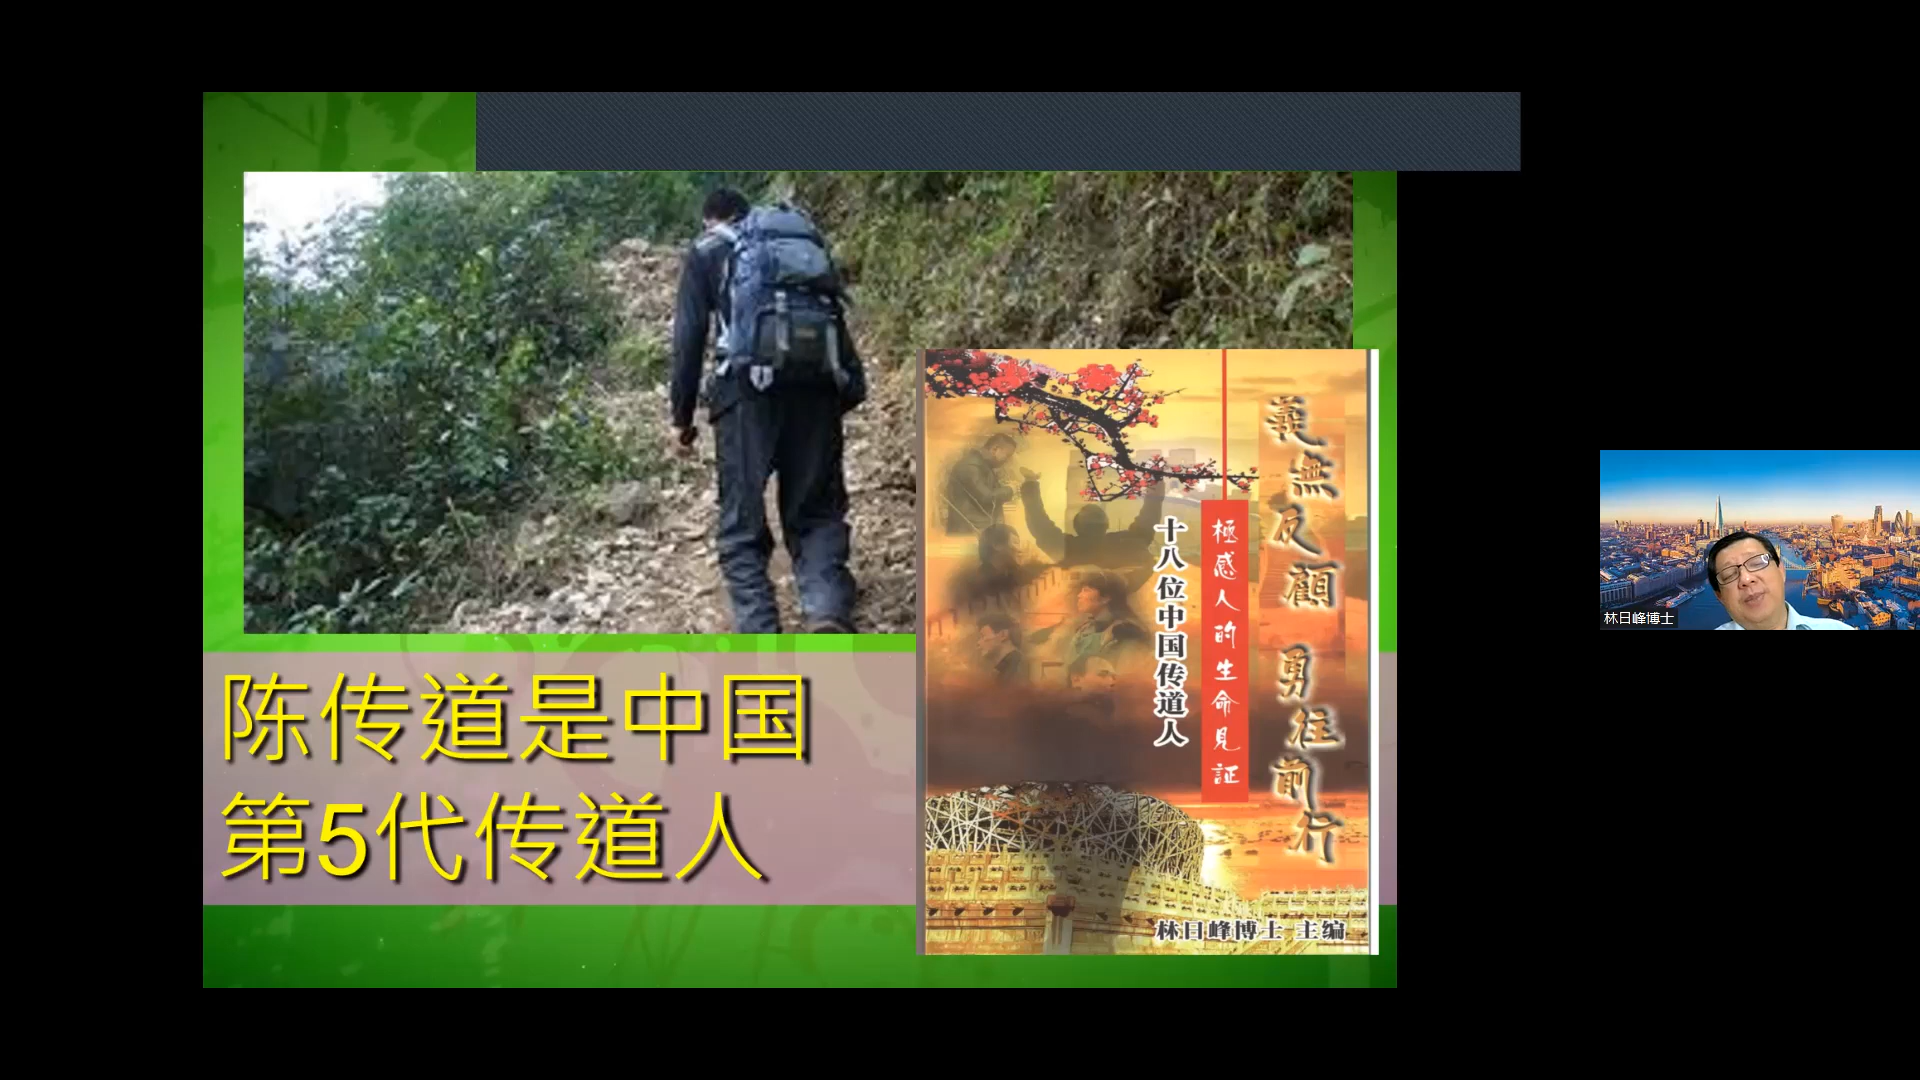 陈传道是中国
第5代传道人
義無反顧 勇往前行
極感人的生命見証
十八位中国传道人
林日峰博士 主编
林日峰博士